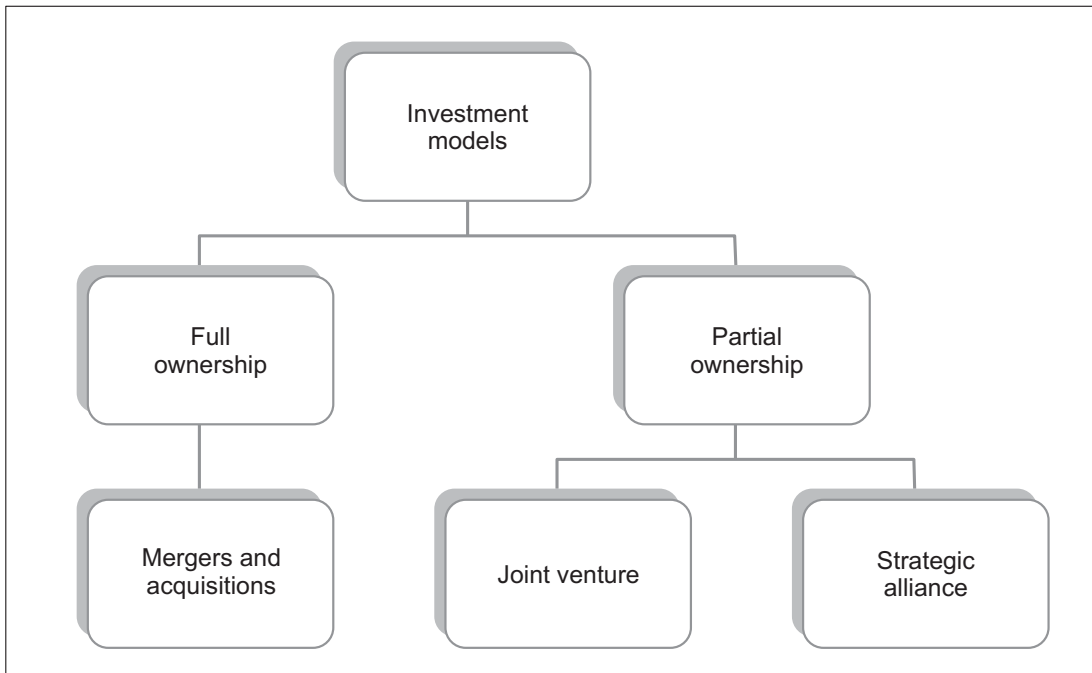 Investment
models
Full
ownership
Partial
ownership
Mergers and
acquisitions
Joint venture
Strategic
alliance